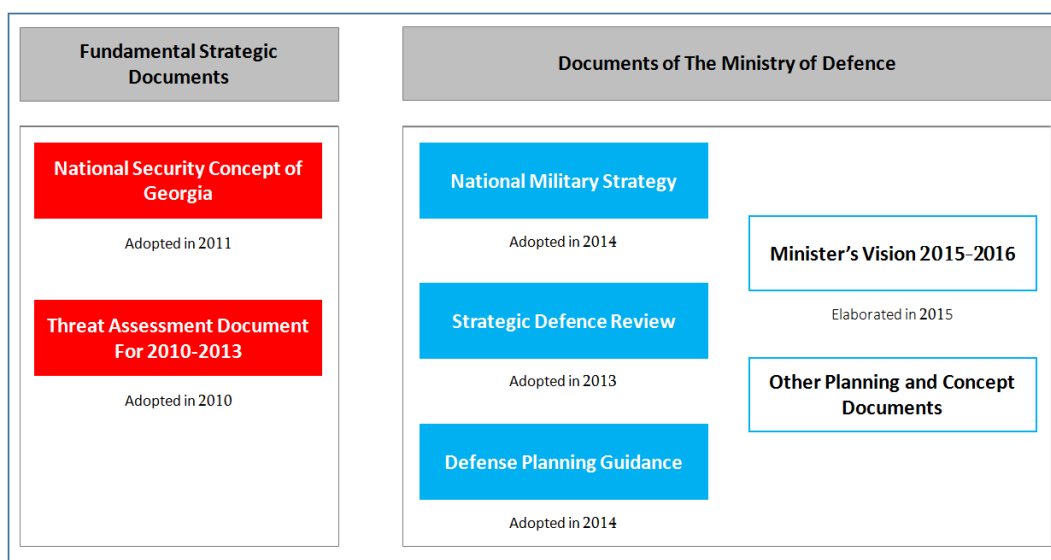 Fundamental Strategic
Documents
National Security Concept of
Georgia
Adopted in 2011
Threat Assessment Document
For 2010-2013
Adopted in 2010
Documents of The Ministry of Defence
National Military Strategy
Adopted in 2014
Strategic Defence Review
Adopted in 2013
Defense Planning Guidance
Adopted in 2014
Minister’s Vision 2015-2016
Elaborated in 2015
Other Planning and Concept
Documents